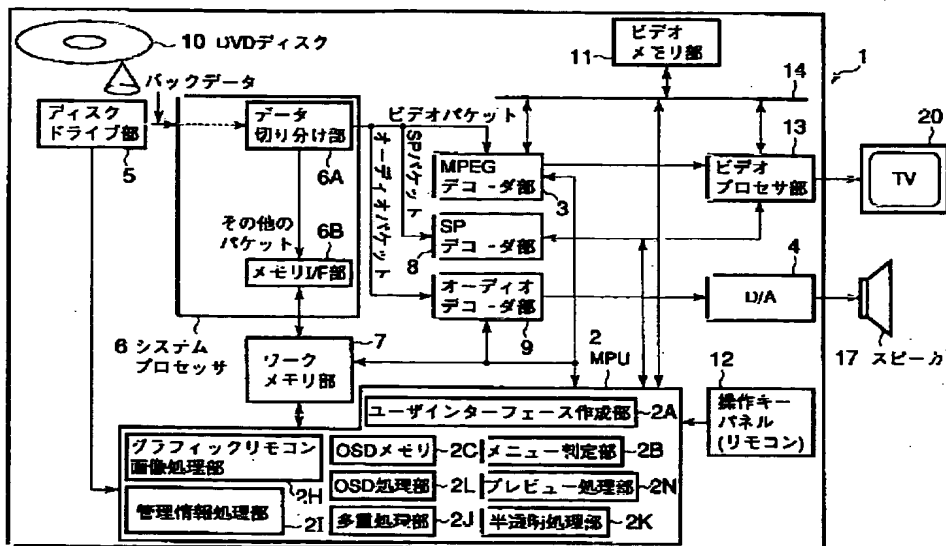 10 DVDディスク
パックデータ
ディスク
ドライブ部
5
データ
切り分け部
6A
その他の
パケット
6B
メモリI/F部
6 システム
プロセッサ
7
ワーク
メモリ部
ビデオパケット
SPパケット
オーディオパケット
MPEG
デコーダ部
3
SP
デコーダ部
8
オーディオ
デコーダ部
9
ビデオ
メモリ部
11
14
1
13
ビデオ
プロセサ部
20
TV
4
D/A
17 スピーカ
2
MPU
12
操作キー
パネル
(リモコン)
ユーザインターフェース作成部
2A
グラフィックリモコン
画像処理部
2H
OSDメモリ
2C
メニュー判定部
2B
OSD処理部
2L
プレビュー処理部
2N
管理情報処理部
2I
多重処理部
2J
半透明処理部
2K